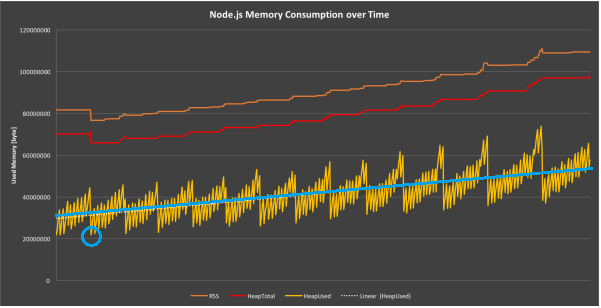 Node.js Memory Consumption over Time
120000000
100000000
80000000
60000000
40000000
20000000
0
Used Memory [byte]
RSS HeapTotal HeapUsed Linear (HeapUsed)